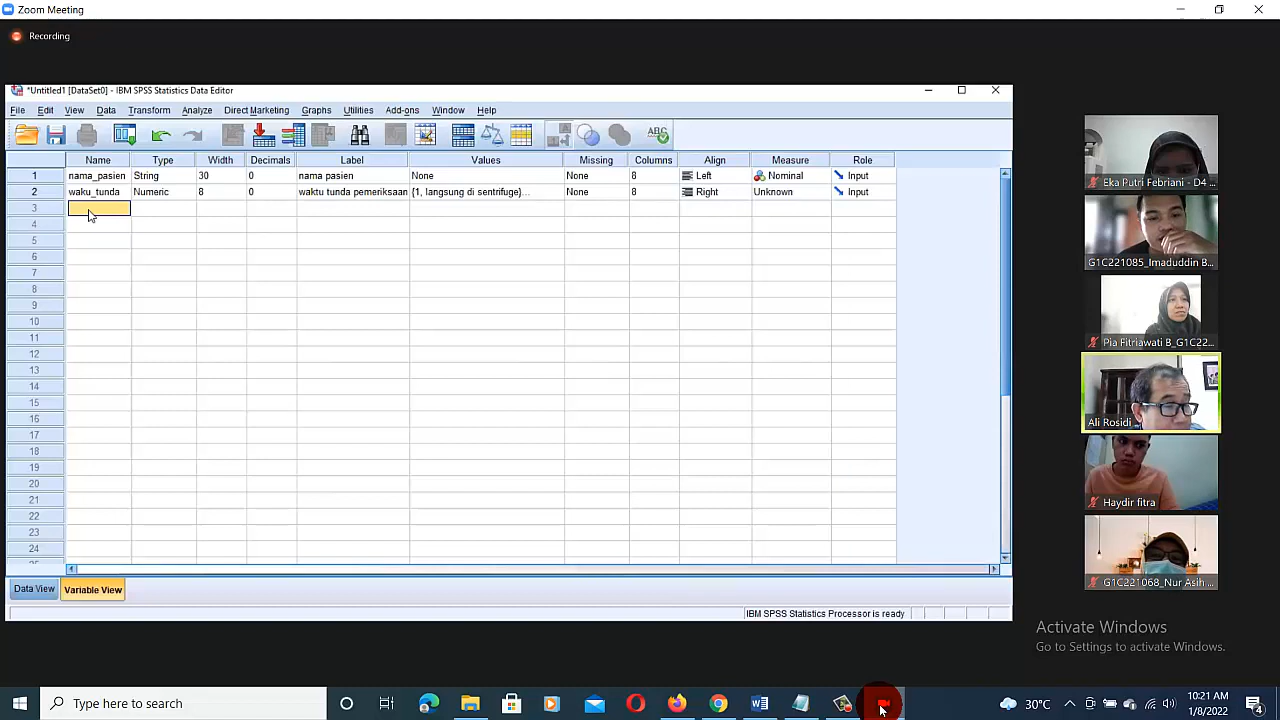 Zoom Meeting
Recording
*Untitled1 [DataSet0] - IBM SPSS Statistics Data Editor
File Edit View Data Transform Analyze Direct Marketing Graphs Utilities Add-ons Window Help
Name Type Width Decimals Label Values Missing Columns Align Measure Role
1 nama_pasien String 30 0 nama pasien None None 8 Left Nominal Input
2 waku_tunda Numeric 8 0 waktu tunda pemeriksaan {1, langsung di sentrifuge}... None 8 Right Unknown Input
3
4
5
6
7
8
9
10
11
12
13
14
15
16
17
18
19
20
21
22
23
24
Data View Variable View
IBM SPSS Statistics Processor is ready
Eka Putri Febriani - D4 ...
G1C221085_Imaduddin B...
Pia Fitriawati B_G1C22...
Ali Rosidi
Haydir fitra
G1C221068_Nur Asih ...
Activate Windows
Go to Settings to activate Windows.
Type here to search
30°C
10:21 AM
1/8/2022
4